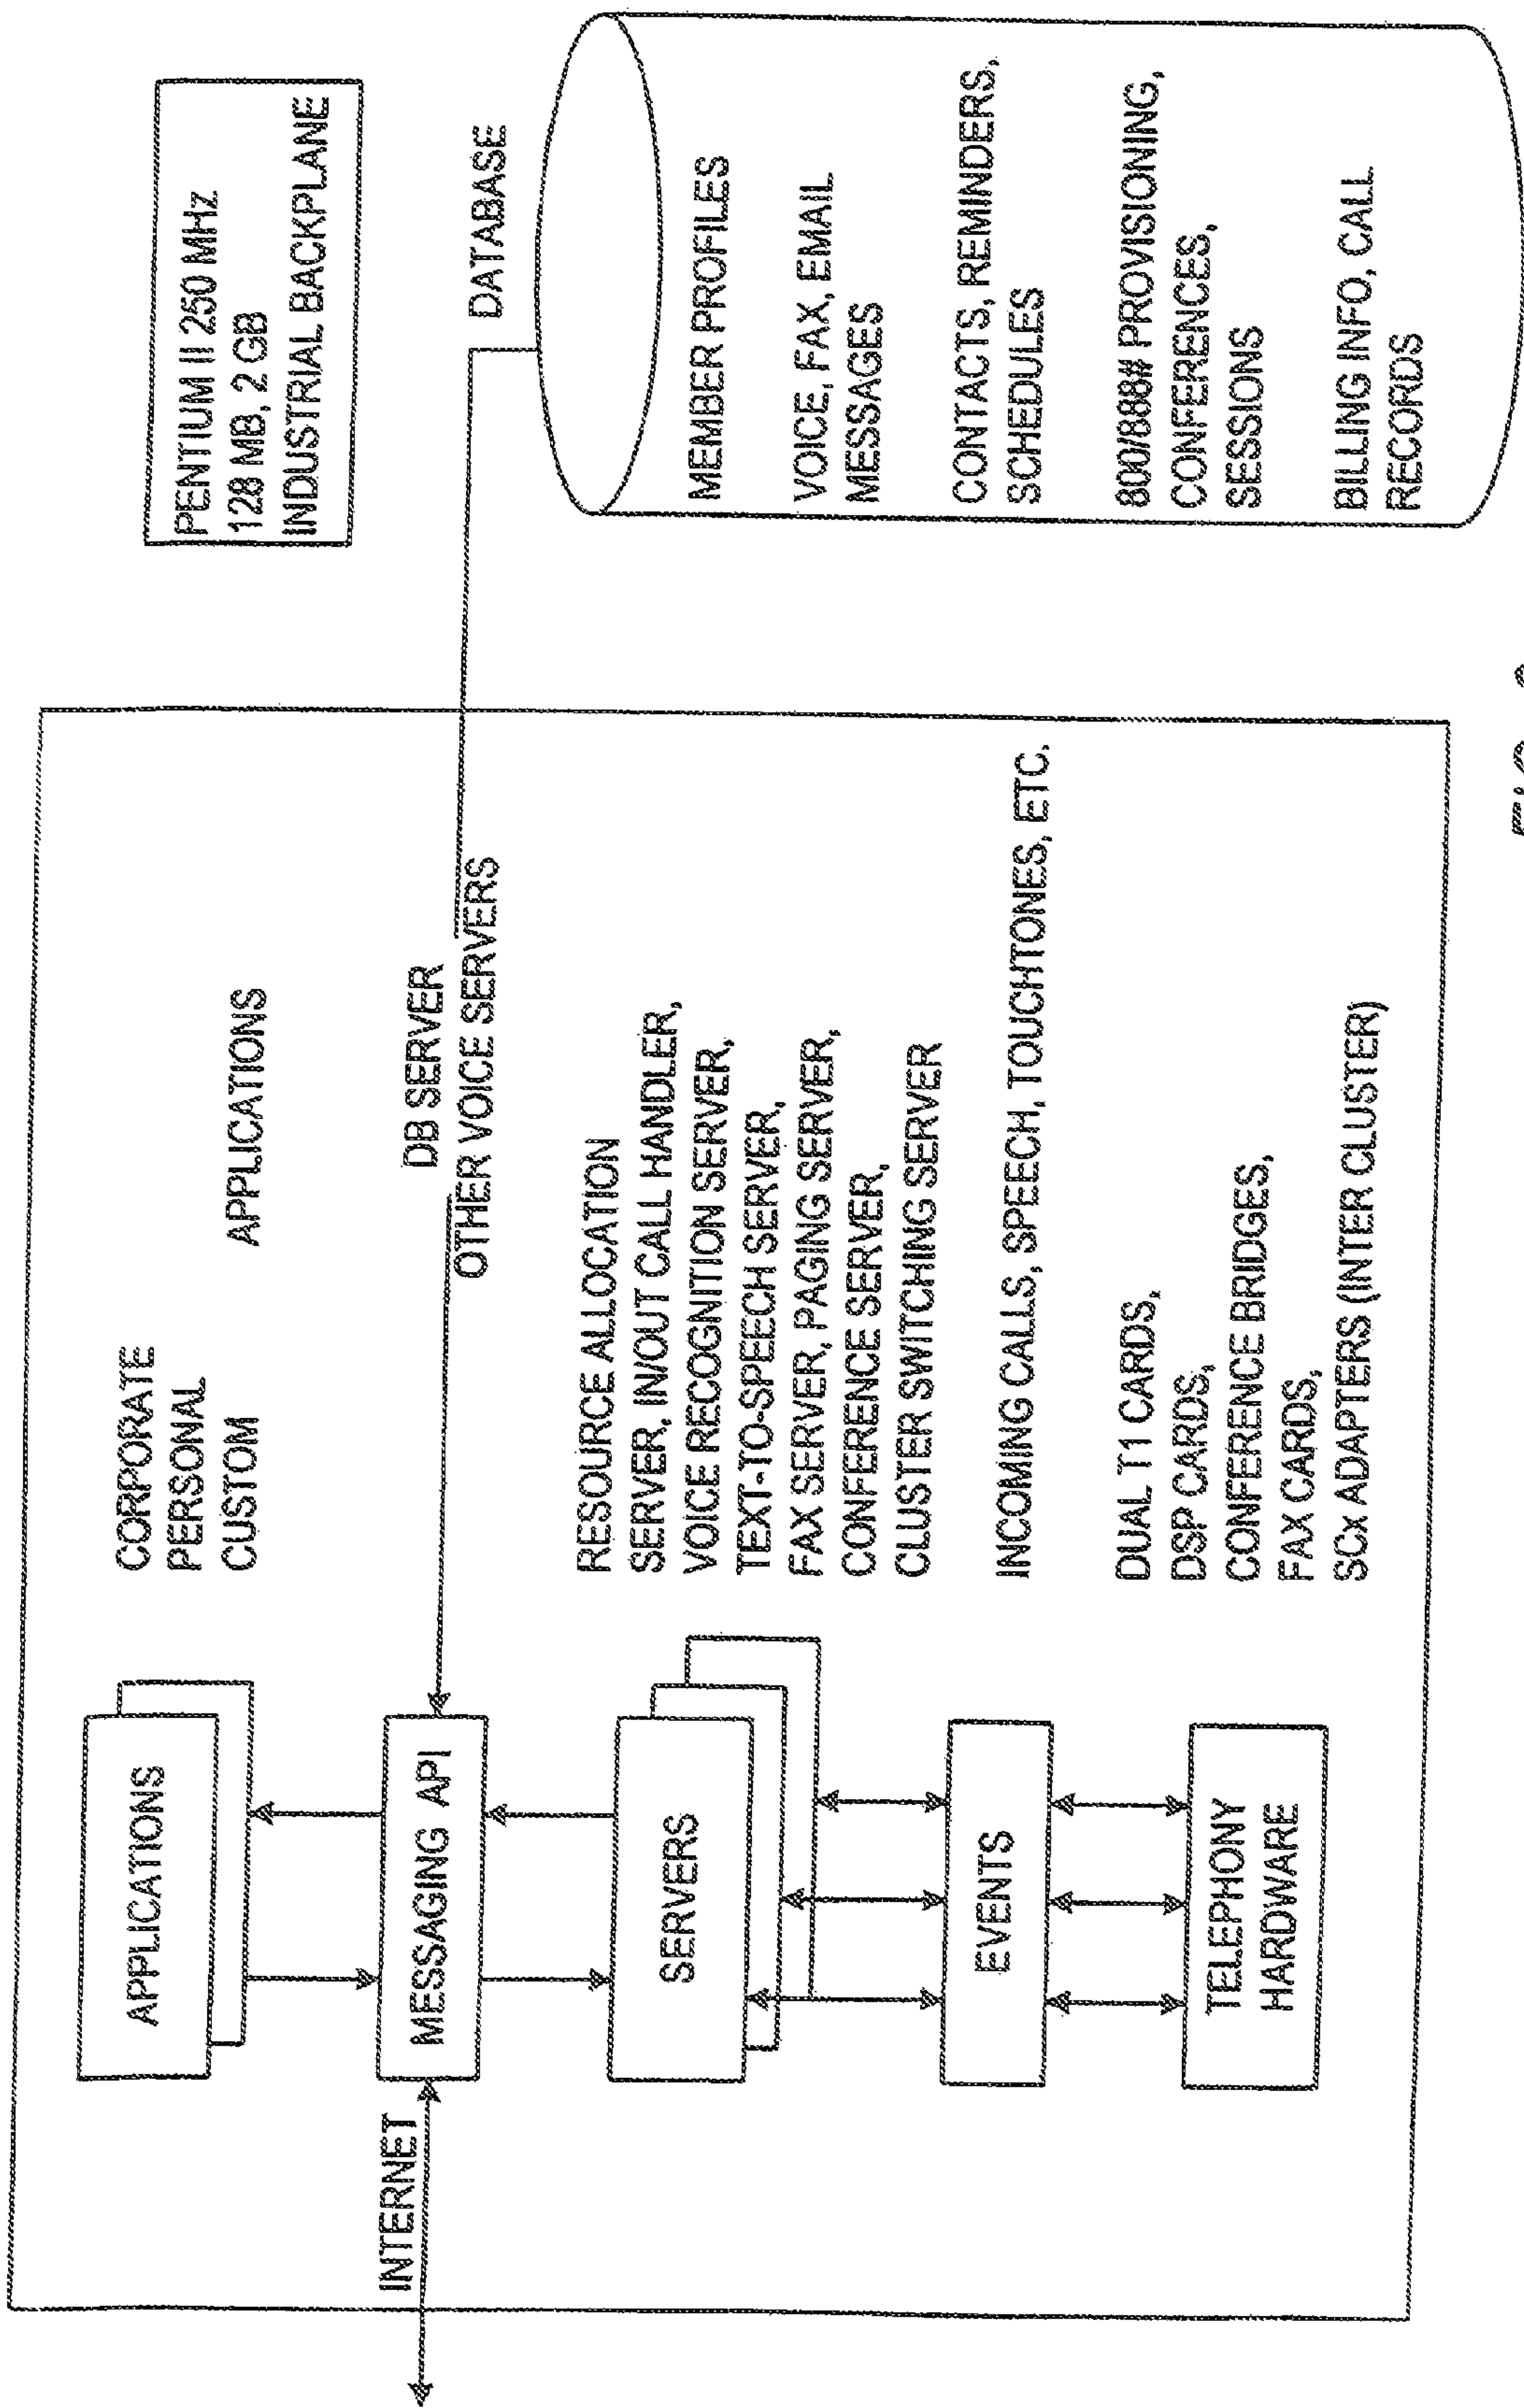 PENTIUM II 250 MHz
128 MB, 2 GB
INDUSTRIAL BACKPLANE
CORPORATE
PERSONAL
CUSTOM
APPLICATIONS
APPLICATIONS
INTERNET
MESSAGING API
DB SERVER
OTHER VOICE SERVERS
DATABASE
SERVERS
RESOURCE ALLOCATION
SERVER, IN/OUT CALL HANDLER,
VOICE RECOGNITION SERVER,
TEXT-TO-SPEECH SERVER,
FAX SERVER, PAGING SERVER,
CONFERENCE SERVER,
CLUSTER SWITCHING SERVER
EVENTS
INCOMING CALLS, SPEECH, TOUCHTONES, ETC.
TELEPHONY
HARDWARE
DUAL T1 CARDS,
DSP CARDS,
CONFERENCE BRIDGES,
FAX CARDS,
SCx ADAPTERS (INTER CLUSTER)
MEMBER PROFILES
VOICE, FAX, EMAIL
MESSAGES
CONTACTS, REMINDERS,
SCHEDULES
800/888# PROVISIONING,
CONFERENCES,
SESSIONS
BILLING INFO, CALL
RECORDS